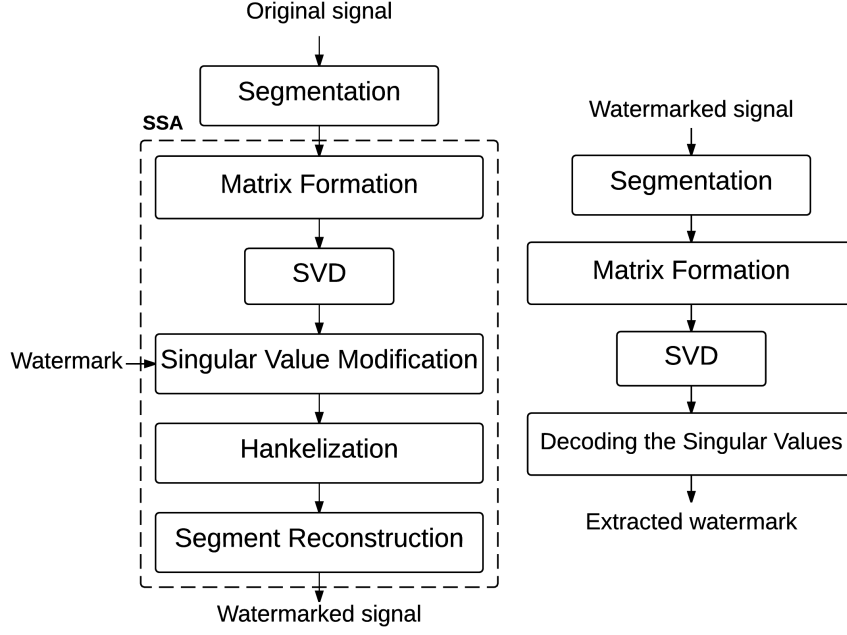 Original signal
Segmentation
SSA
Matrix Formation
SVD
Watermark
Singular Value Modification
Hankelization
Segment Reconstruction
Watermarked signal
Watermarked signal
Segmentation
Matrix Formation
SVD
Decoding the Singular Values
Extracted watermark